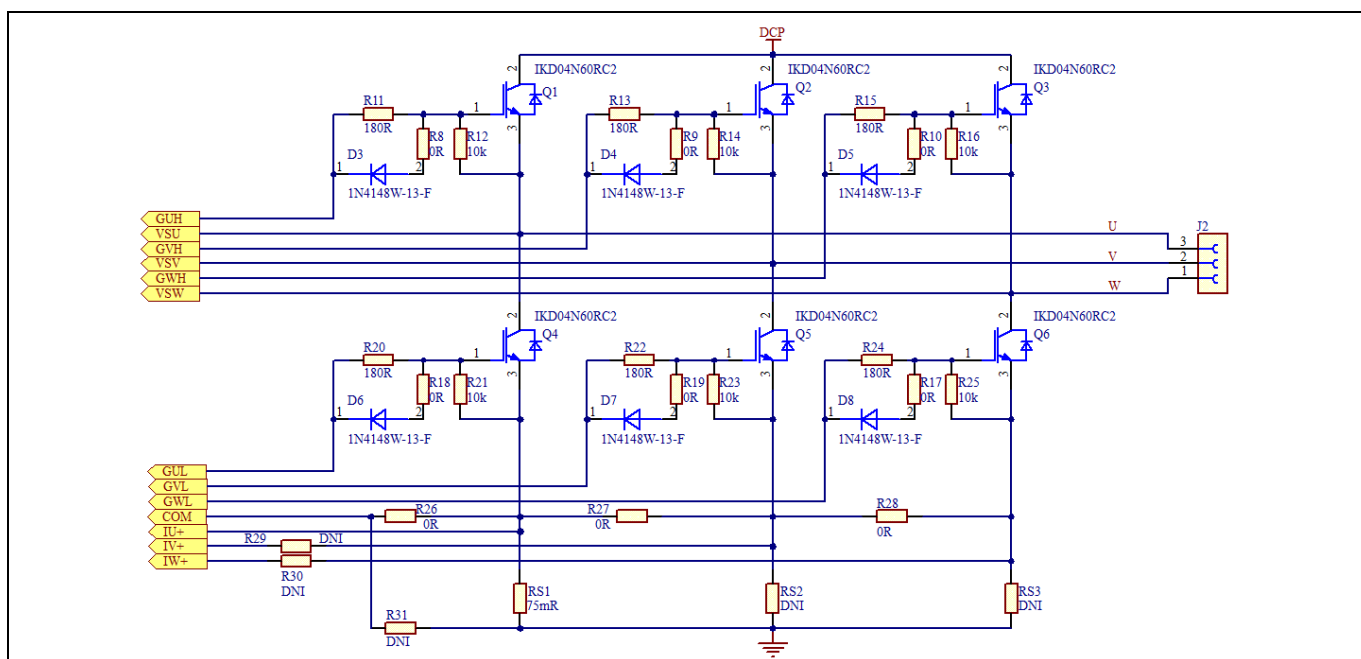 DCP
IKD04N60RC2 IKD04N60RC2 IKD04N60RC2
2 2 2
Q1 Q2 Q3
R11 R13 R15
1 1 1
180R 180R 180R
3 3 3
R8 R12 R9 R14 R10 R16
0R 10k 0R 10k 0R 10k
D3 D4 D5
1 2 1 2 1 2
1N4148W-13-F 1N4148W-13-F 1N4148W-13-F
GUH
VSU U J2
GVH 3
VSV V 2
GWH 1
VSW W
IKD04N60RC2 IKD04N60RC2 IKD04N60RC2
2 2 2
Q4 Q5 Q6
R20 R22 R24
1 1 1
180R 180R 180R
3 3 3
R18 R21 R19 R23 R17 R25
0R 10k 0R 10k 0R 10k
D6 D7 D8
1 2 1 2 1 2
1N4148W-13-F 1N4148W-13-F 1N4148W-13-F
GUL
GVL
GWL
R26 R27 R28
COM
0R 0R 0R
IU+
R29 DNI
IV+
IW+
R30
DNI
RS1 RS2 RS3
75mR DNI DNI
R31
DNI